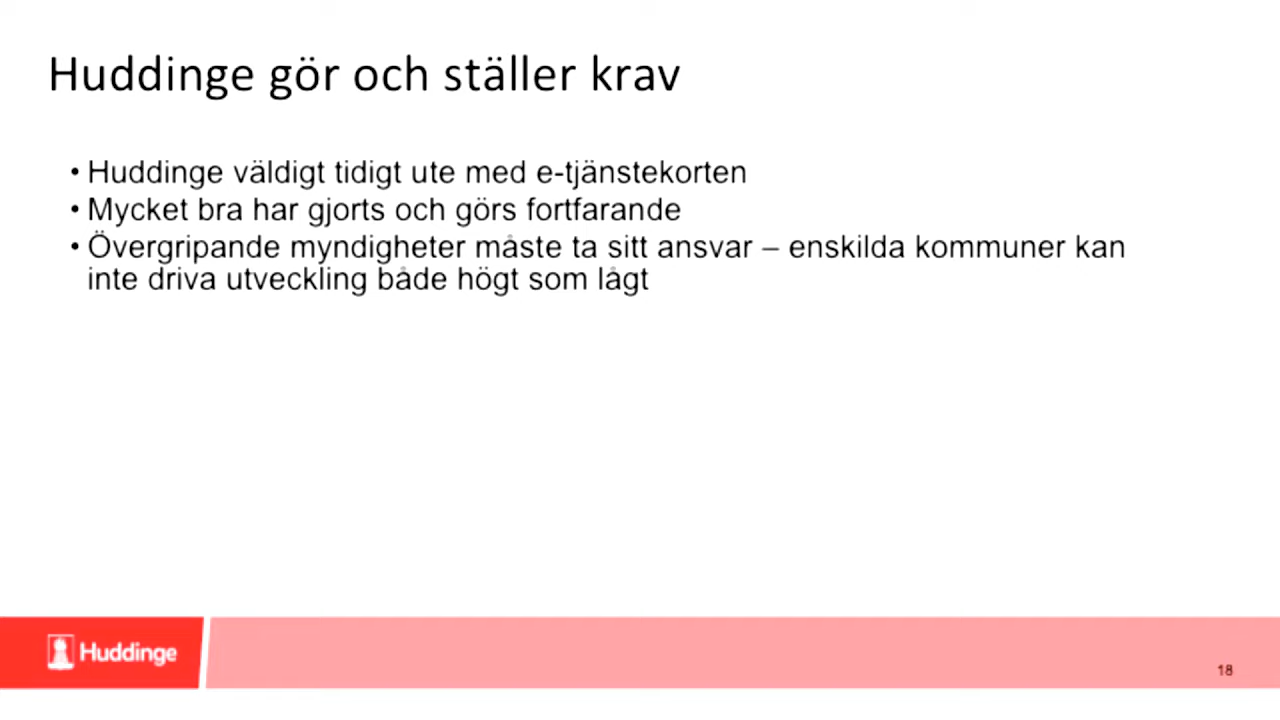 Huddinge gör och ställer krav
• Huddinge väldigt tidigt ute med e-tjänstekorten
• Mycket bra har gjorts och görs fortfarande
• Övergripande myndigheter måste ta sitt ansvar – enskilda kommuner kan
inte driva utveckling både högt som lågt
Huddinge
18